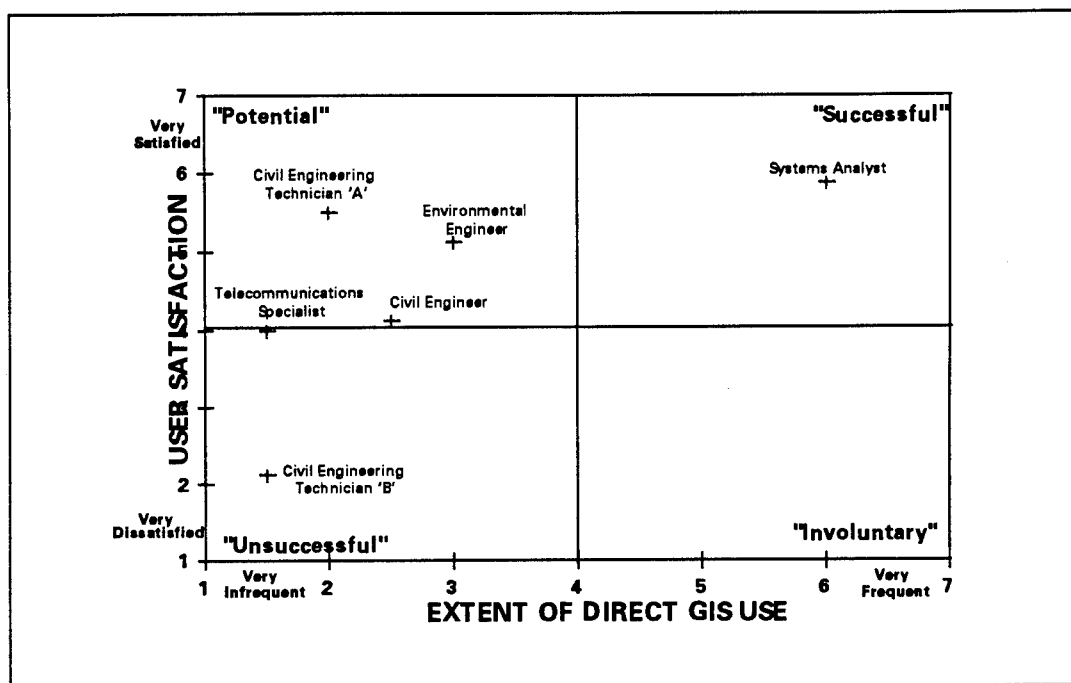 7
"Potential"
"Successful"
Very
Satisfied
6
Civil Engineering
Technician 'A'
Systems Analyst
Environmental
Engineer
USER SATISFACTION
Telecommunications
Specialist
Civil Engineer
Civil Engineering
Technician 'B'
2
Very
Dissatisfied
"Unsuccessful"
"Involuntary"
1
1 2 3 4 5 6 7
Very
Infrequent
Very
Frequent
EXTENT OF DIRECT GIS USE